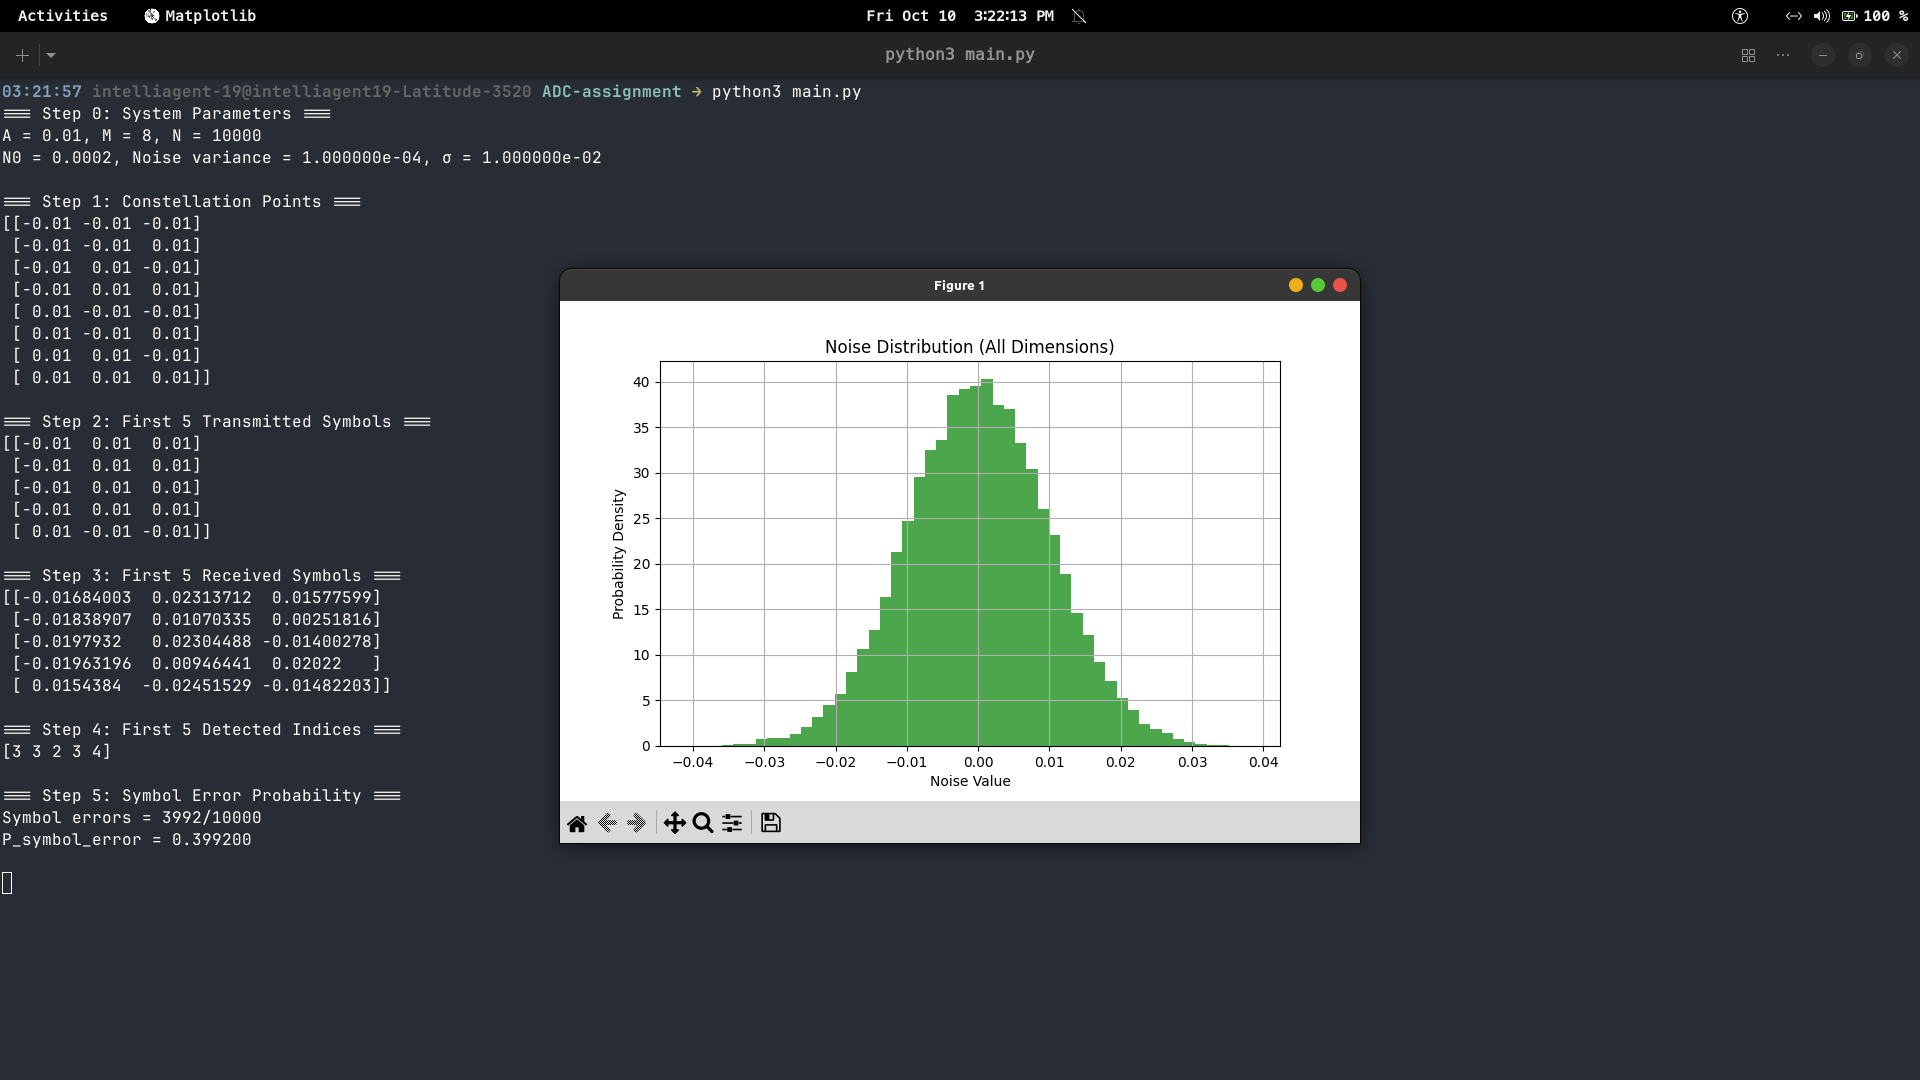 Activities Matplotlib Fri Oct 10 3:22:13 PM 100 %
python3 main.py
03:21:57 intelliagent-19@intelliagent19-Latitude-3520 ADC-assignment → python3 main.py
=== Step 0: System Parameters ===
A = 0.01, M = 8, N = 10000
N0 = 0.0002, Noise variance = 1.000000e-04, σ = 1.000000e-02
=== Step 1: Constellation Points ===
[[-0.01 -0.01 -0.01]
[-0.01 -0.01  0.01]
[-0.01  0.01 -0.01]
[-0.01  0.01  0.01]
[ 0.01 -0.01 -0.01]
[ 0.01 -0.01  0.01]
[ 0.01  0.01 -0.01]
[ 0.01  0.01  0.01]]
=== Step 2: First 5 Transmitted Symbols ===
[[-0.01  0.01  0.01]
[-0.01  0.01  0.01]
[-0.01  0.01  0.01]
[-0.01  0.01  0.01]
[ 0.01 -0.01 -0.01]]
=== Step 3: First 5 Received Symbols ===
[[-0.01684003  0.02313712  0.01577599]
[-0.01838907  0.01070335  0.00251816]
[-0.0197932   0.02304488 -0.01400278]
[-0.01963196  0.00946441  0.02022   ]
[ 0.0154384  -0.02451529 -0.01482203]]
=== Step 4: First 5 Detected Indices ===
[3 3 2 3 4]
=== Step 5: Symbol Error Probability ===
Symbol errors = 3992/10000
P_symbol_error = 0.399200
Figure 1
Noise Distribution (All Dimensions)
Probability Density
40
35
30
25
20
15
10
5
0
−0.04 −0.03 −0.02 −0.01 0.00 0.01 0.02 0.03 0.04
Noise Value